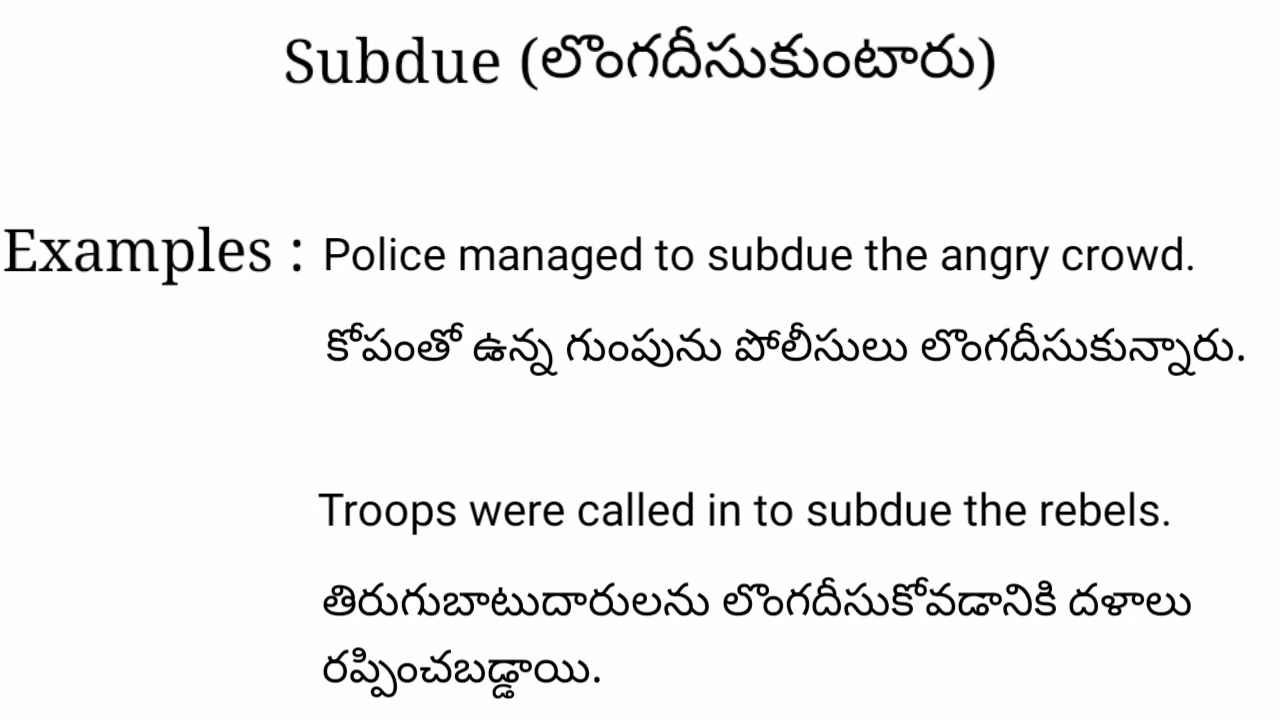 Subdue (లొంగదీసుకుంటారు)
Examples : Police managed to subdue the angry crowd.
కోపంతో ఉన్న గుంపును పోలీసులు లొంగదీసుకున్నారు.
Troops were called in to subdue the rebels.
తిరుగుబాటుదారులను లొంగదీసుకోవడానికి దళాలు
రప్పించబడ్డాయి.